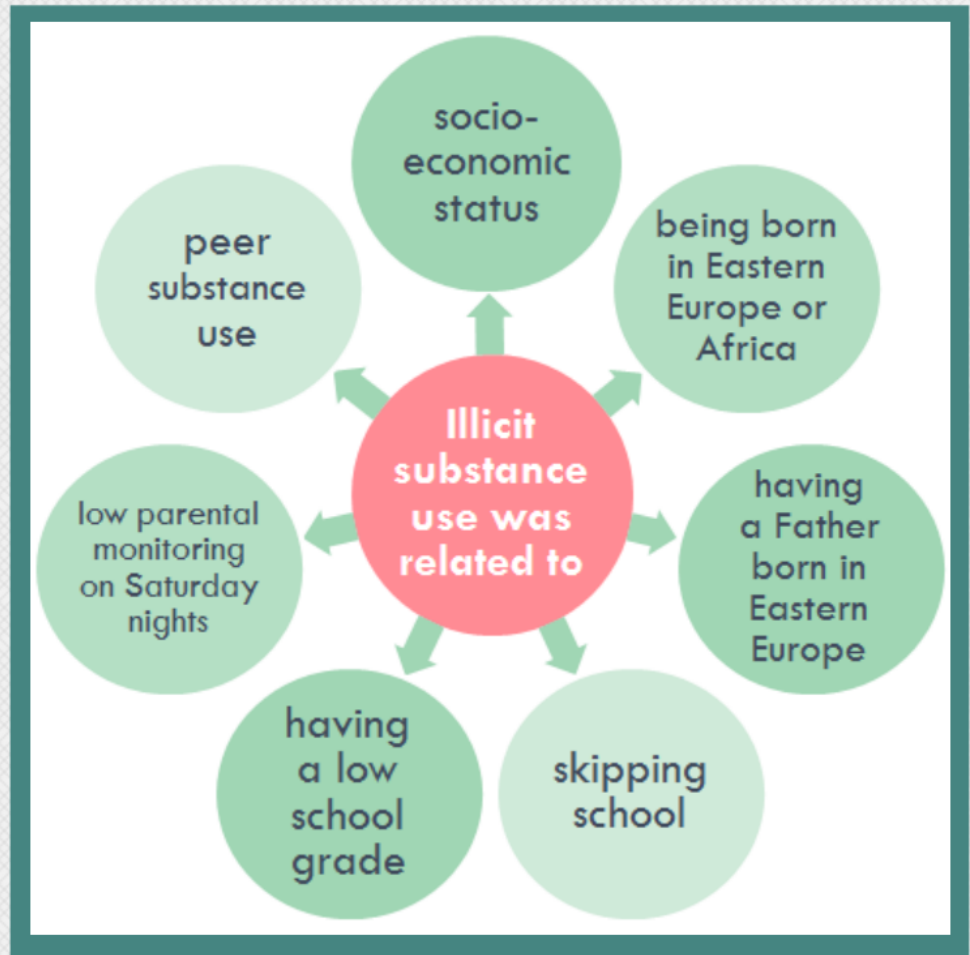 Illicit
substance
use was
related to
socio-
economic
status
being born
in Eastern
Europe or
Africa
having
a Father
born in
Eastern
Europe
skipping
school
having
a low
school
grade
low parental
monitoring
on Saturday
nights
peer
substance
use